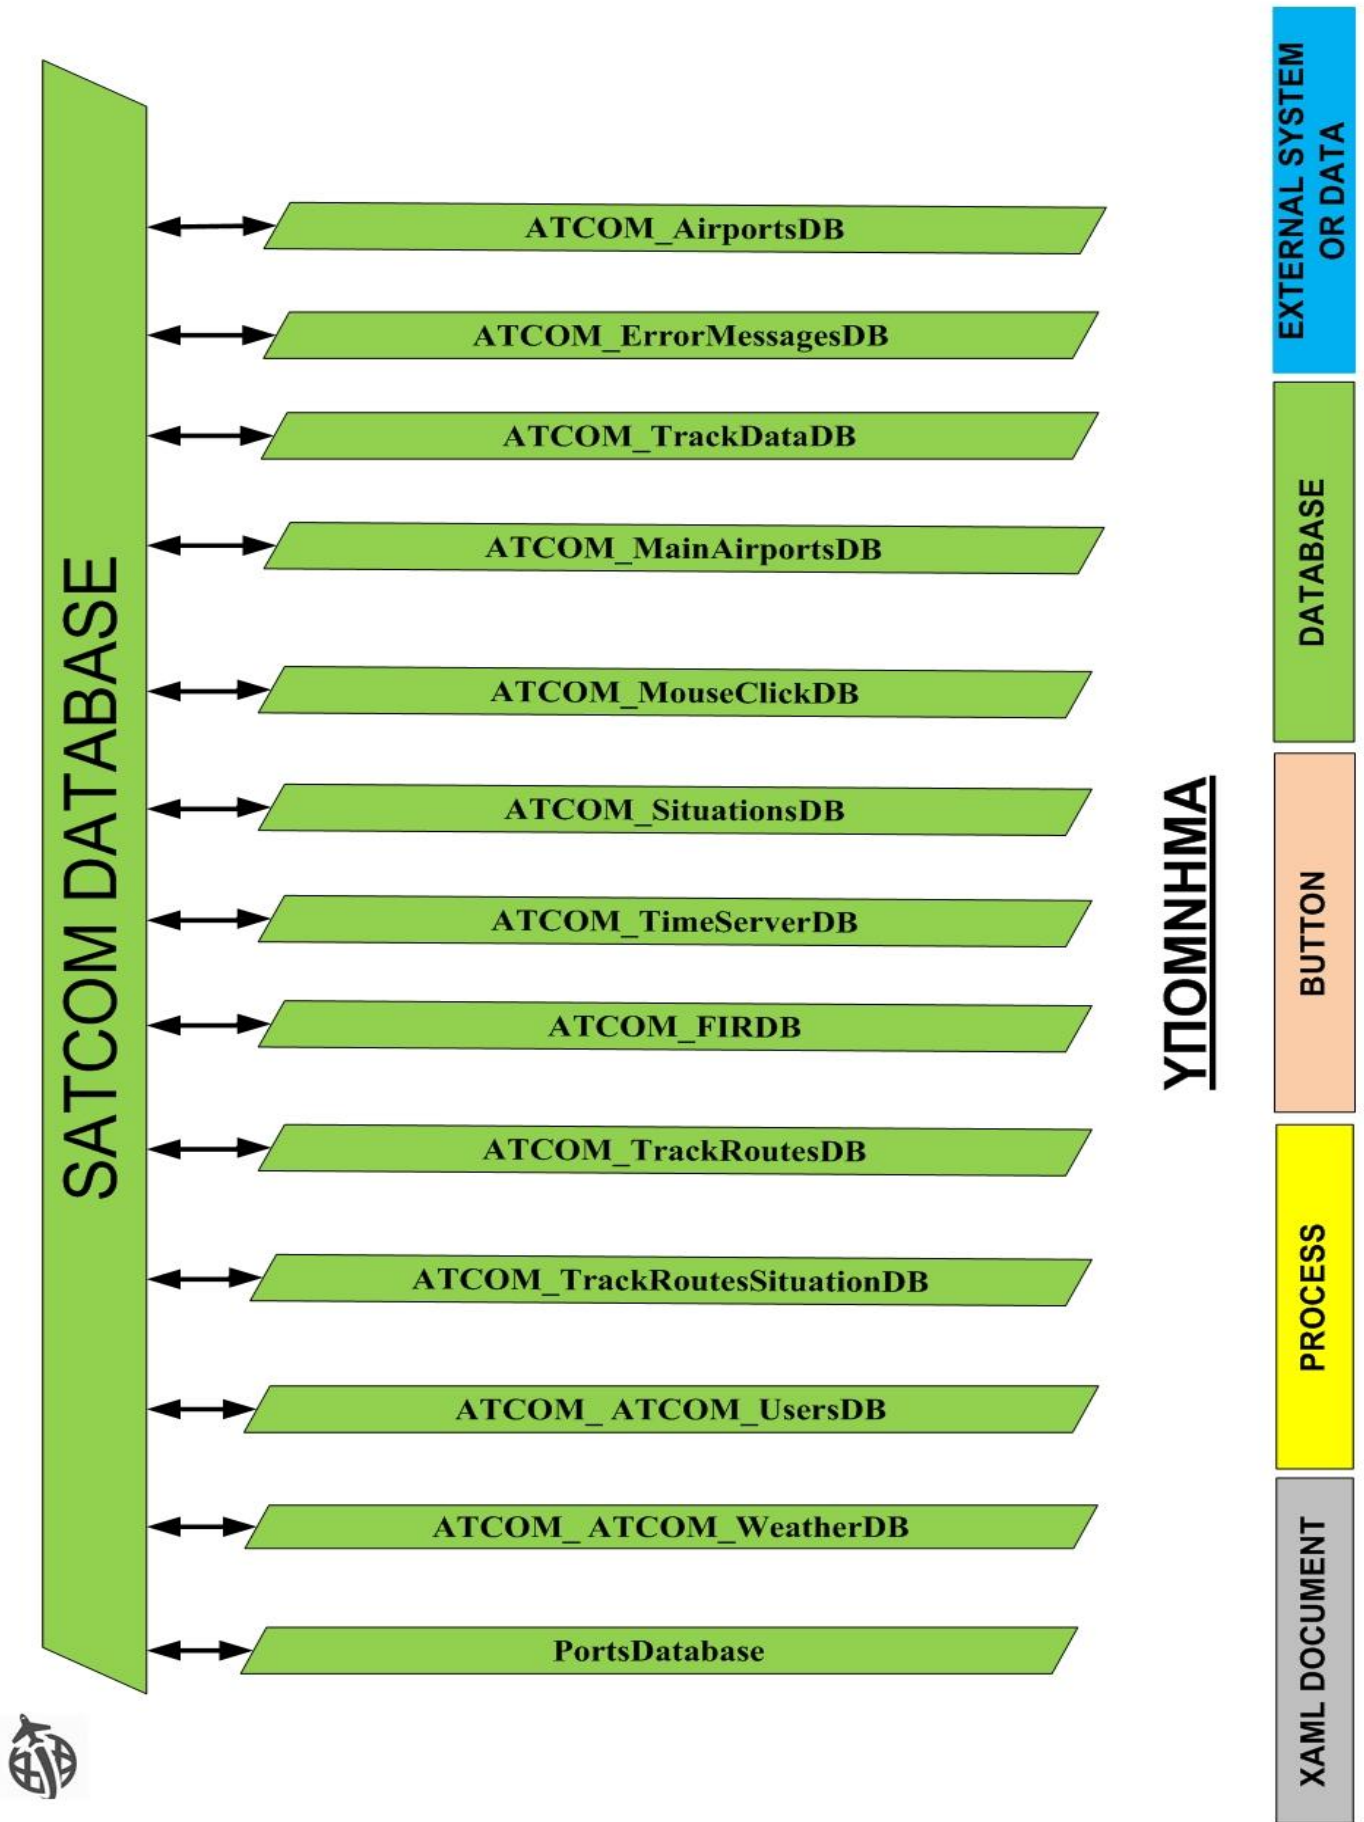 SATCOM DATABASE
ATCOM_AirportsDB
ATCOM_ErrorMessagesDB
ATCOM_TrackDataDB
ATCOM_MainAirportsDB
ATCOM_MouseClickDB
ATCOM_SituationsDB
ATCOM_TimeServerDB
ATCOM_FIRDB
ATCOM_TrackRoutesDB
ATCOM_TrackRoutesSituationDB
ATCOM_ ATCOM_UsersDB
ATCOM_ ATCOM_WeatherDB
PortsDatabase
ΥΠΟΜΝΗΜΑ
XAML DOCUMENT
PROCESS
BUTTON
DATABASE
EXTERNAL SYSTEM
OR DATA